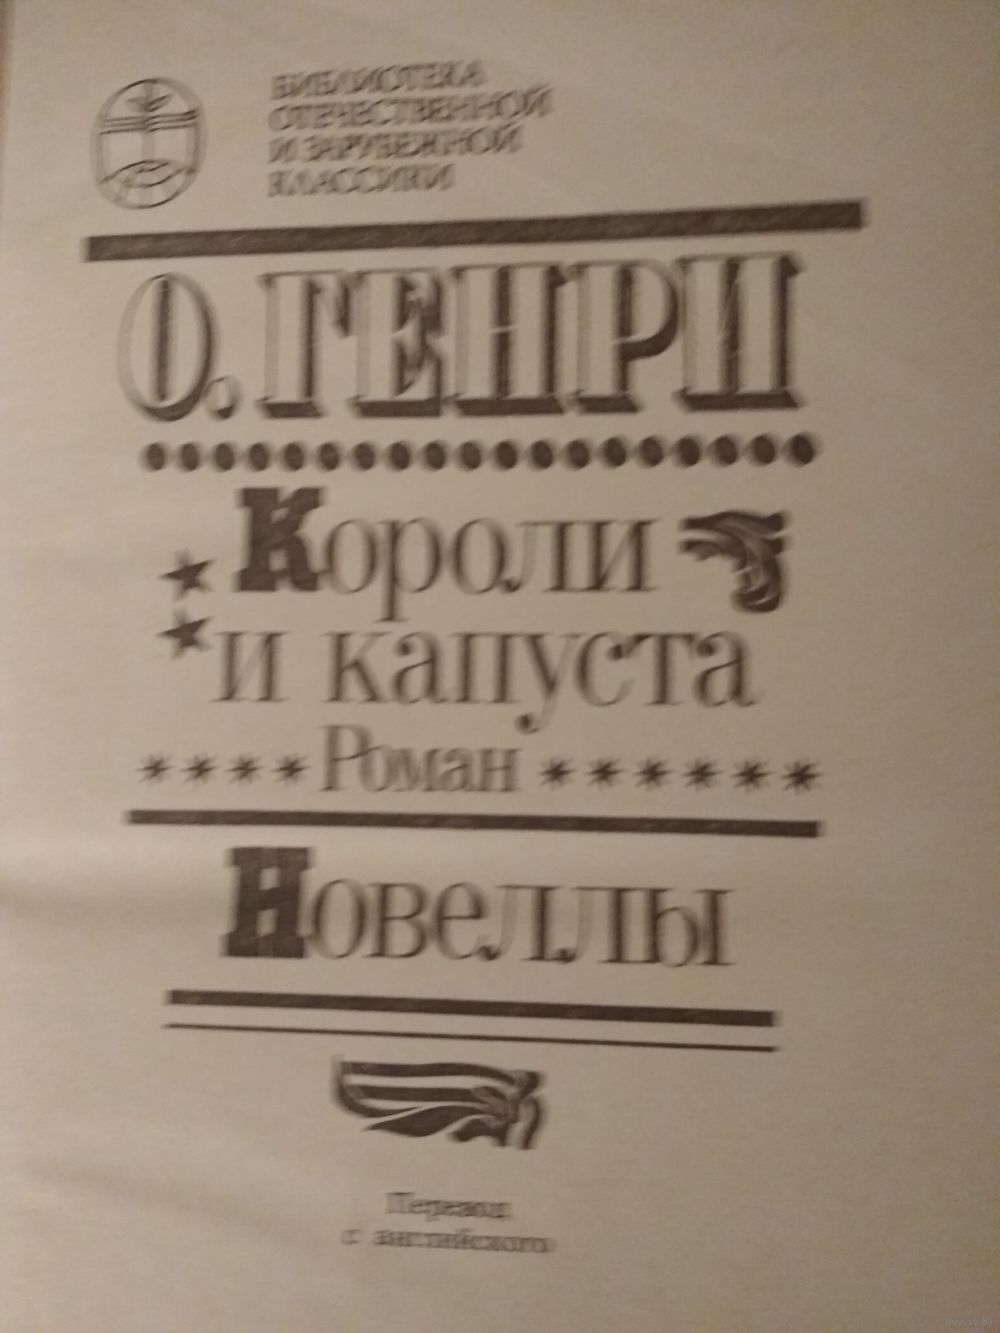 БИБЛИОТЕКА
ОТЕЧЕСТВЕННОЙ
И ЗАРУБЕЖНОЙ
КЛАССИКИ
О. ГЕНРИ
Короли
и капуста
Роман
Новеллы
Перевод
с английского